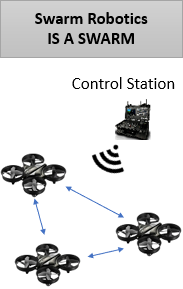 Swarm Robotics
IS A SWARM
Control Station